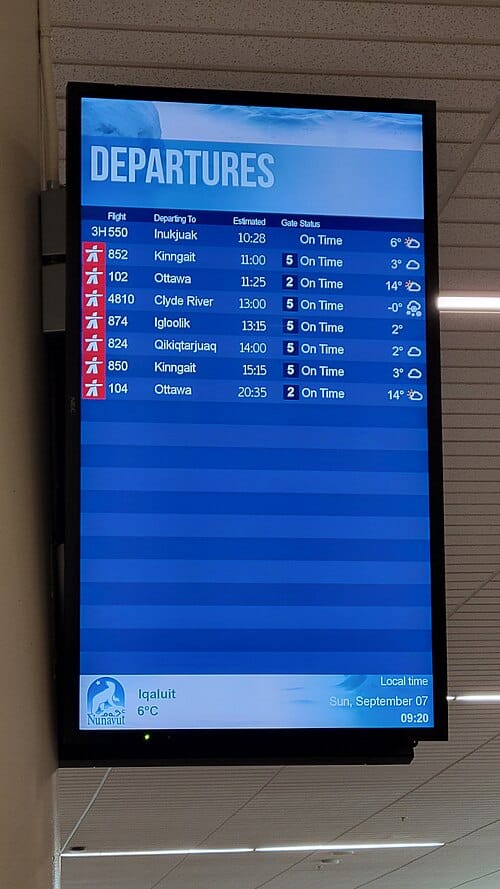 DEPARTURES
Flight Departing To Estimated Gate Status
3H 550 Inukjuak 10:28 On Time 6°
852 Kinngait 11:00 5 On Time 3°
102 Ottawa 11:25 2 On Time 14°
4810 Clyde River 13:00 5 On Time -0°
874 Igloolik 13:15 5 On Time 2°
824 Qikiqtarjuaq 14:00 5 On Time 2°
850 Kinngait 15:15 5 On Time 3°
104 Ottawa 20:35 2 On Time 14°
Local time
Iqaluit
Sun, September 07
6°C
09:20
Nunavut
NEC